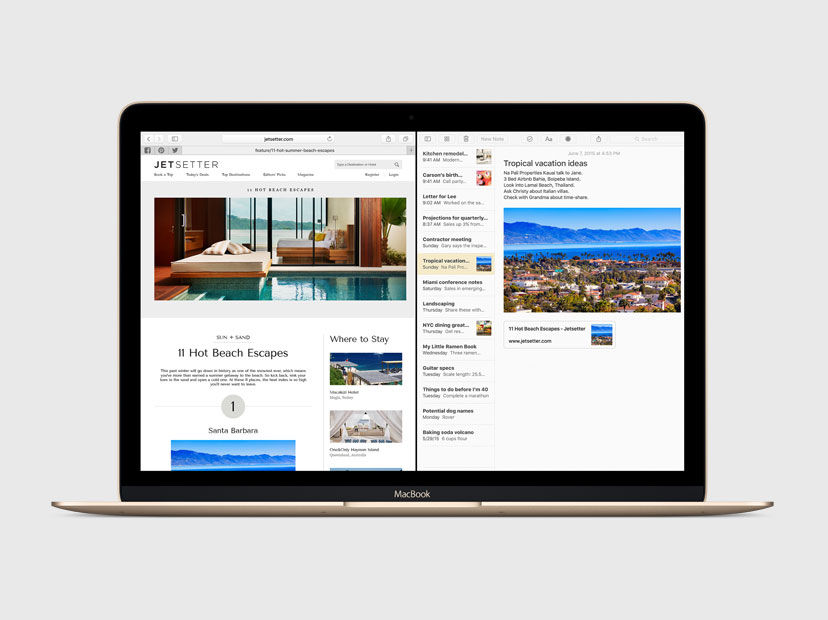 jetsetter.com
feature/11-hot-summer-beach-escapes
JETSETTER
Type a Destination or Hotel
Book a Trip
Today's Deals
Top Destinations
Editors' Picks
Magazine
Register
Login
11 HOT BEACH ESCAPES
SUN + SAND
11 Hot Beach Escapes
This past winter will go down in history as one of the snowiest ever, which means
you've more than earned a summer getaway to the beach. So kick back, sink your
toes in the sand and open a cold one. At these 11 places, the heat index is so high
you'll never want to leave.
1
Santa Barbara
Where to Stay
Macakizi Hotel
Mugla, Turkey
One&Only Hayman Island
Queensland, Australia
New Note
Aa
Search
Kitchen remodel...
9:41 AM Modern...
Carson's birth...
9:41 AM Call party...
Letter for Lee
9:03 AM Worked on the ea...
Projections for quarterly...
8:37 AM Sales up 3% from...
Contractor meeting
Sunday Gary says the inspe...
Tropical vacation...
Sunday Na Pali Pro...
Miami conference notes
Saturday Sales in emerging...
Landscaping
Thursday Share these with...
NYC dining great...
Thursday Get res...
My Little Ramen Book
Wednesday Three ramen...
Guitar specs
Tuesday Scale length: 25.5...
Things to do before I'm 40
Tuesday Complete a marathon
Potential dog names
Monday Rover
Baking soda volcano
5/29/15 6 cups flour
June 7, 2015 at 4:53 PM
Tropical vacation ideas
Na Pali Properties Kauai talk to Jane.
3 Bed Airbnb Bahia, Boipeba Island.
Look into Lamai Beach, Thailand.
Ask Christy about Italian villas.
Check with Grandma about time-share.
11 Hot Beach Escapes - Jetsetter
www.jetsetter.com
MacBook